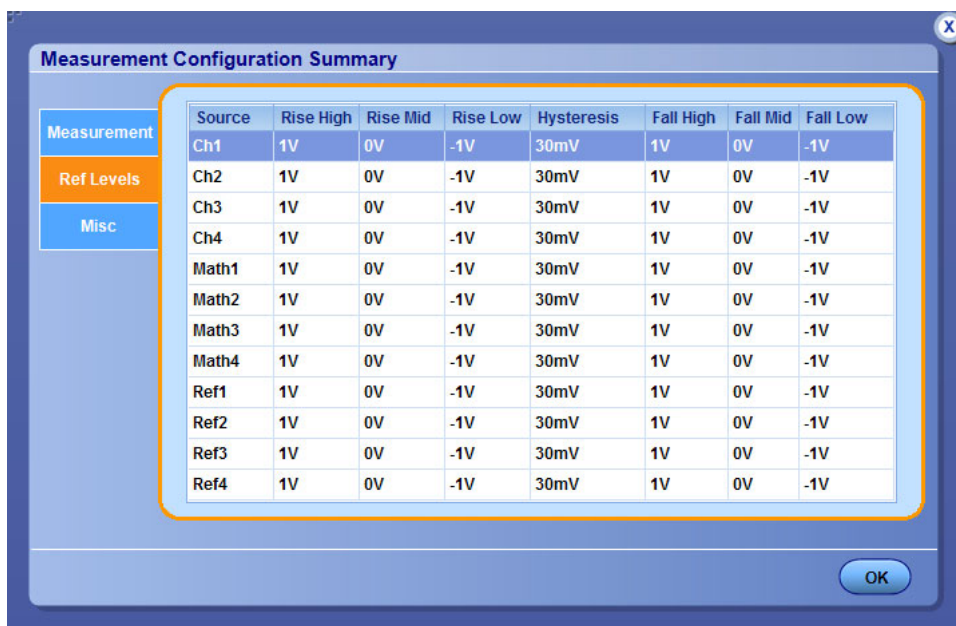 X
Measurement Configuration Summary
Measurement
Ref Levels
Misc
Source Rise High Rise Mid Rise Low Hysteresis Fall High Fall Mid Fall Low
Ch1 1V 0V -1V 30mV 1V 0V -1V
Ch2 1V 0V -1V 30mV 1V 0V -1V
Ch3 1V 0V -1V 30mV 1V 0V -1V
Ch4 1V 0V -1V 30mV 1V 0V -1V
Math1 1V 0V -1V 30mV 1V 0V -1V
Math2 1V 0V -1V 30mV 1V 0V -1V
Math3 1V 0V -1V 30mV 1V 0V -1V
Math4 1V 0V -1V 30mV 1V 0V -1V
Ref1 1V 0V -1V 30mV 1V 0V -1V
Ref2 1V 0V -1V 30mV 1V 0V -1V
Ref3 1V 0V -1V 30mV 1V 0V -1V
Ref4 1V 0V -1V 30mV 1V 0V -1V
OK